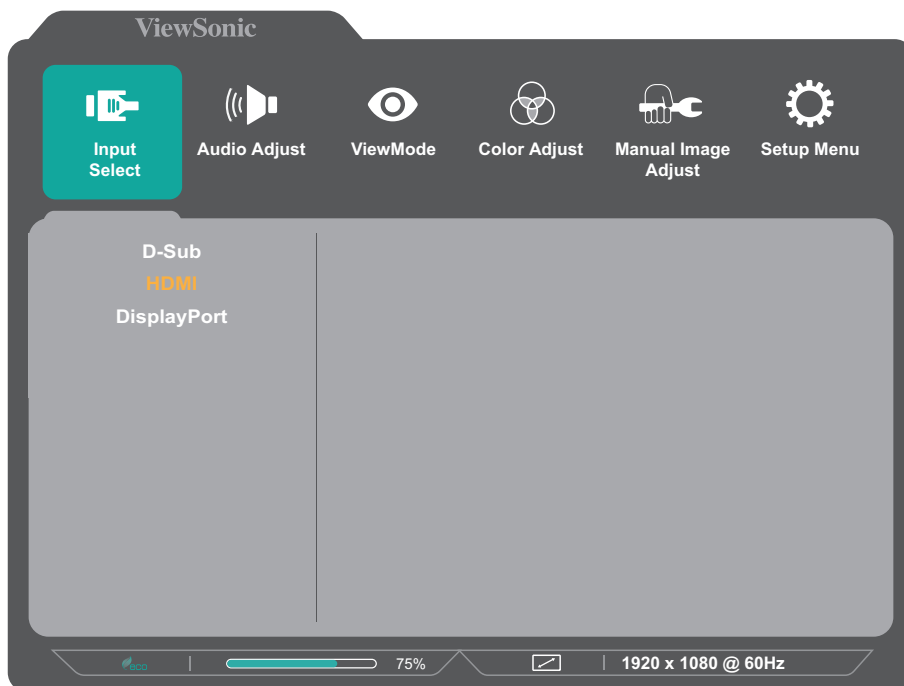 ViewSonic
Input
Select
Audio Adjust
ViewMode
Color Adjust
Manual Image
Adjust
Setup Menu
D-Sub
HDMI
DisplayPort
eco
75%
1920 x 1080 @ 60Hz